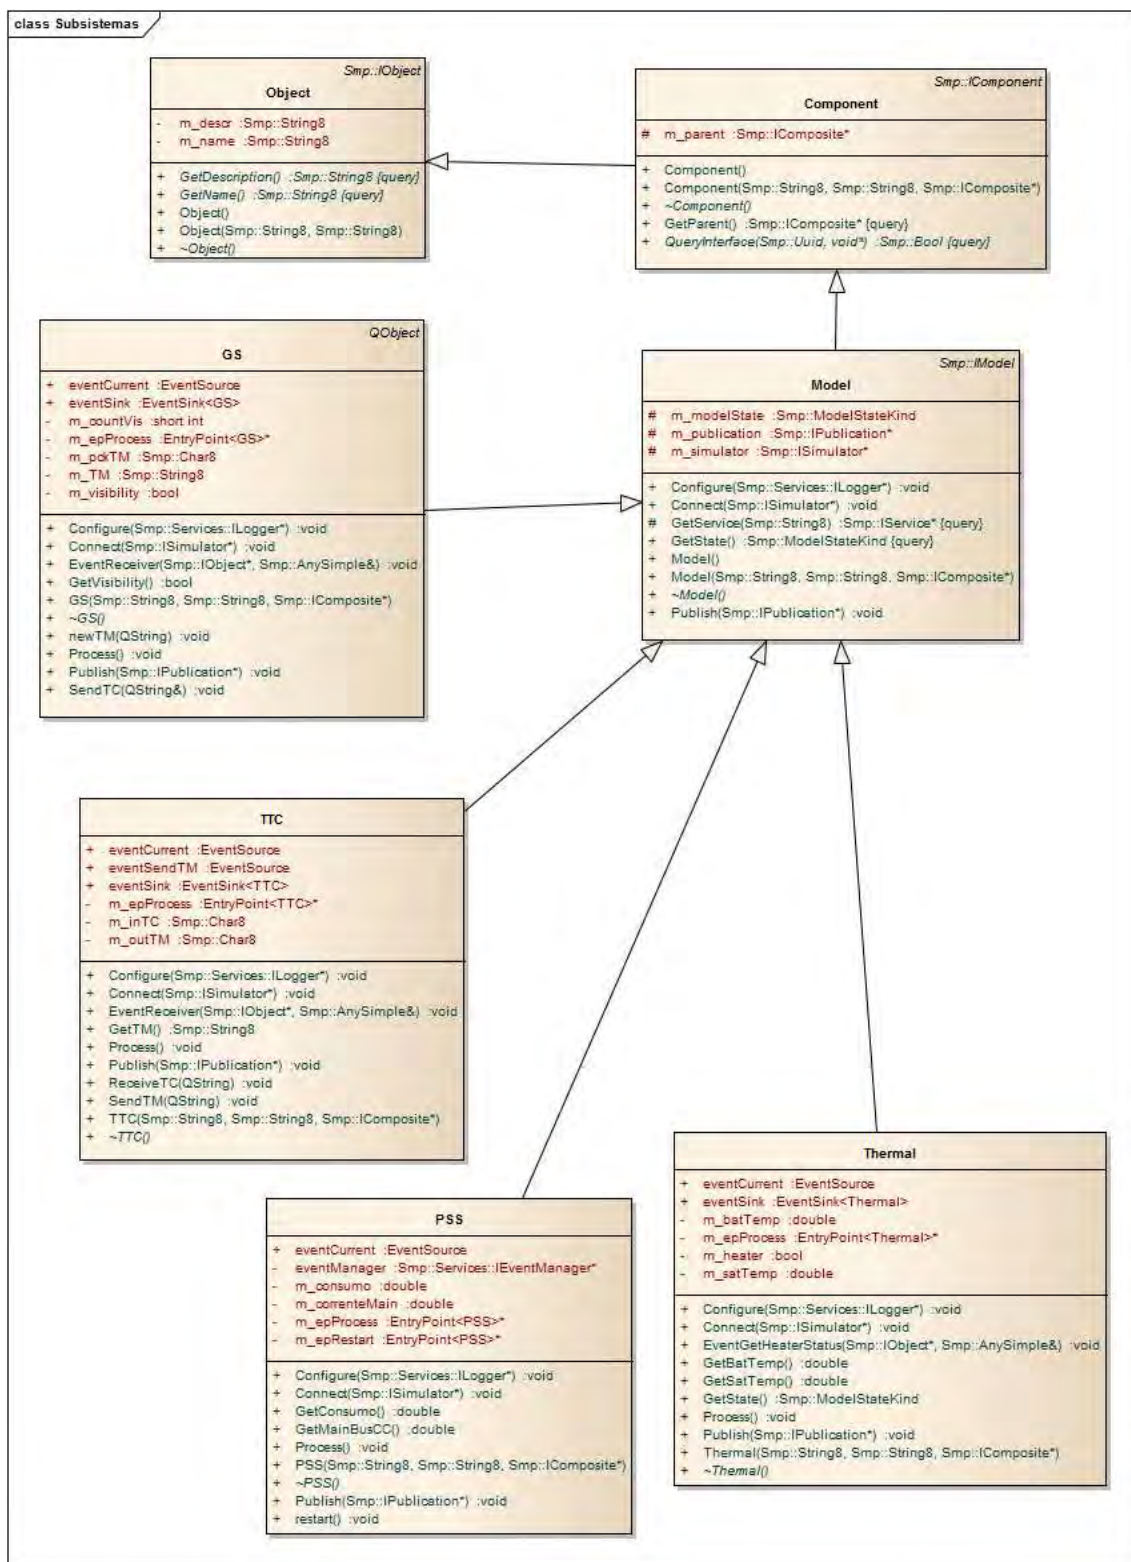 class Subsistemas
Smp::IObject
Object
- m_descr :Smp::String8
- m_name :Smp::String8
+ GetDescription() :Smp::String8 {query}
+ GetName() :Smp::String8 {query}
+ Object()
+ Object(Smp::String8, Smp::String8)
+ ~Object()
Smp::IComponent
Component
# m_parent :Smp::IComposite*
+ Component()
+ Component(Smp::String8, Smp::String8, Smp::IComposite*)
+ ~Component()
+ GetParent() :Smp::IComposite* {query}
+ QueryInterface(Smp::Uuid, void*) :Smp::Bool {query}
QObject
GS
+ eventCurrent :EventSource
+ eventSink :EventSink<GS>
- m_countVis :short int
- m_epProcess :EntryPoint<GS>*
- m_pckTM :Smp::Char8
- m_TM :Smp::String8
- m_visibility :bool
+ Configure(Smp::Services::ILogger*) :void
+ Connect(Smp::ISimulator*) :void
+ EventReceiver(Smp::IObject*, Smp::AnySimple&) :void
+ GetVisibility() :bool
+ GS(Smp::String8, Smp::String8, Smp::IComposite*)
+ ~GS()
+ newTM(QString) :void
+ Process() :void
+ Publish(Smp::IPublication*) :void
+ SendTC(QString&) :void
Smp::IModel
Model
# m_modelState :Smp::ModelStateKind
# m_publication :Smp::IPublication*
# m_simulator :Smp::ISimulator*
+ Configure(Smp::Services::ILogger*) :void
+ Connect(Smp::ISimulator*) :void
# GetService(Smp::String8) :Smp::IService* {query}
+ GetState() :Smp::ModelStateKind {query}
+ Model()
+ Model(Smp::String8, Smp::String8, Smp::IComposite*)
+ ~Model()
+ Publish(Smp::IPublication*) :void
TTC
+ eventCurrent :EventSource
+ eventSendTM :EventSource
+ eventSink :EventSink<TTC>
- m_epProcess :EntryPoint<TTC>*
- m_inTC :Smp::Char8
- m_outTM :Smp::Char8
+ Configure(Smp::Services::ILogger*) :void
+ Connect(Smp::ISimulator*) :void
+ EventReceiver(Smp::IObject*, Smp::AnySimple&) :void
+ GetTM() :Smp::String8
+ Process() :void
+ Publish(Smp::IPublication*) :void
+ ReceiveTC(QString) :void
+ SendTM(QString) :void
+ TTC(Smp::String8, Smp::String8, Smp::IComposite*)
+ ~TTC()
PSS
+ eventCurrent :EventSource
- eventManager :Smp::Services::IEventManager*
- m_consumo :double
- m_correnteMain :double
- m_epProcess :EntryPoint<PSS>*
- m_epRestart :EntryPoint<PSS>*
+ Configure(Smp::Services::ILogger*) :void
+ Connect(Smp::ISimulator*) :void
+ GetConsumo() :double
+ GetMainBusCC() :double
+ Process() :void
+ PSS(Smp::String8, Smp::String8, Smp::IComposite*)
+ ~PSS()
+ Publish(Smp::IPublication*) :void
+ restart() :void
Thermal
+ eventCurrent :EventSource
+ eventSink :EventSink<Thermal>
- m_batTemp :double
- m_epProcess :EntryPoint<Thermal>*
- m_heater :bool
- m_satTemp :double
+ Configure(Smp::Services::ILogger*) :void
+ Connect(Smp::ISimulator*) :void
+ EventGetHeaterStatus(Smp::IObject*, Smp::AnySimple&) :void
+ GetBatTemp() :double
+ GetSatTemp() :double
+ GetState() :Smp::ModelStateKind
+ Process() :void
+ Publish(Smp::IPublication*) :void
+ Thermal(Smp::String8, Smp::String8, Smp::IComposite*)
+ ~Thermal()